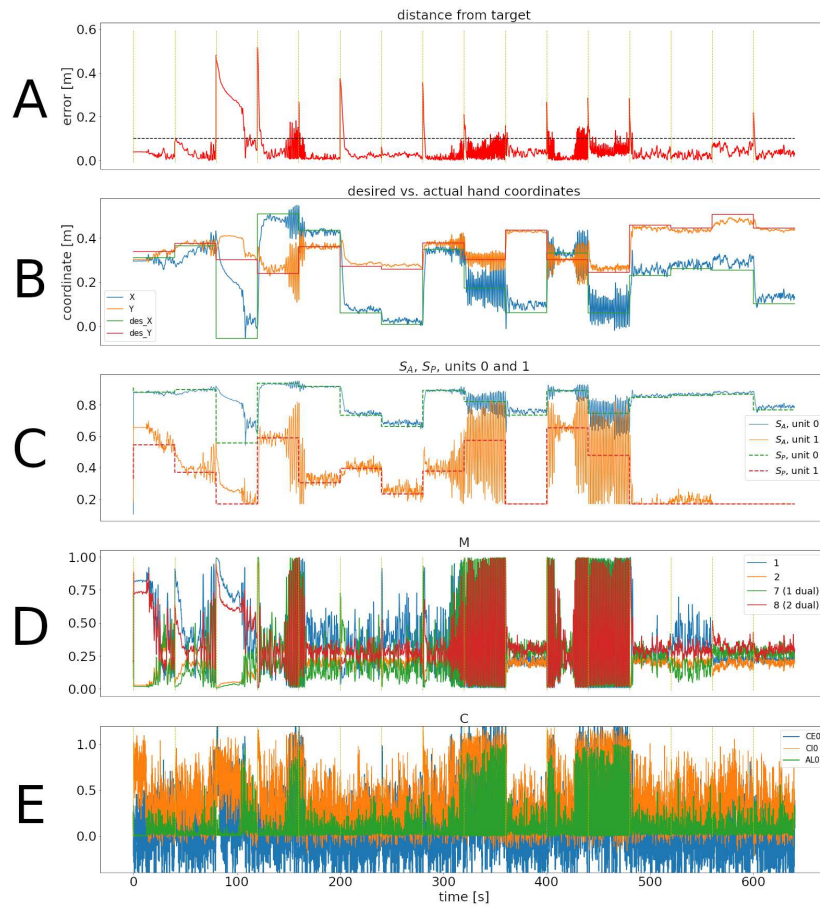 distance from target
A
error [m]
0.6
0.4
0.2
0.0
desired vs. actual hand coordinates
B
coordinate [m]
0.4
0.2
0.0
X
Y
des_X
des_Y
S_A, S_P, units 0 and 1
C
0.8
0.6
0.4
0.2
S_A, unit 0
S_A, unit 1
S_P, unit 0
S_P, unit 1
M
D
1.00
0.75
0.50
0.25
0.00
1
2
7 (1 dual)
8 (2 dual)
C
E
1.0
0.5
0.0
CE0
CI0
AL0
0 100 200 300 400 500 600
time [s]